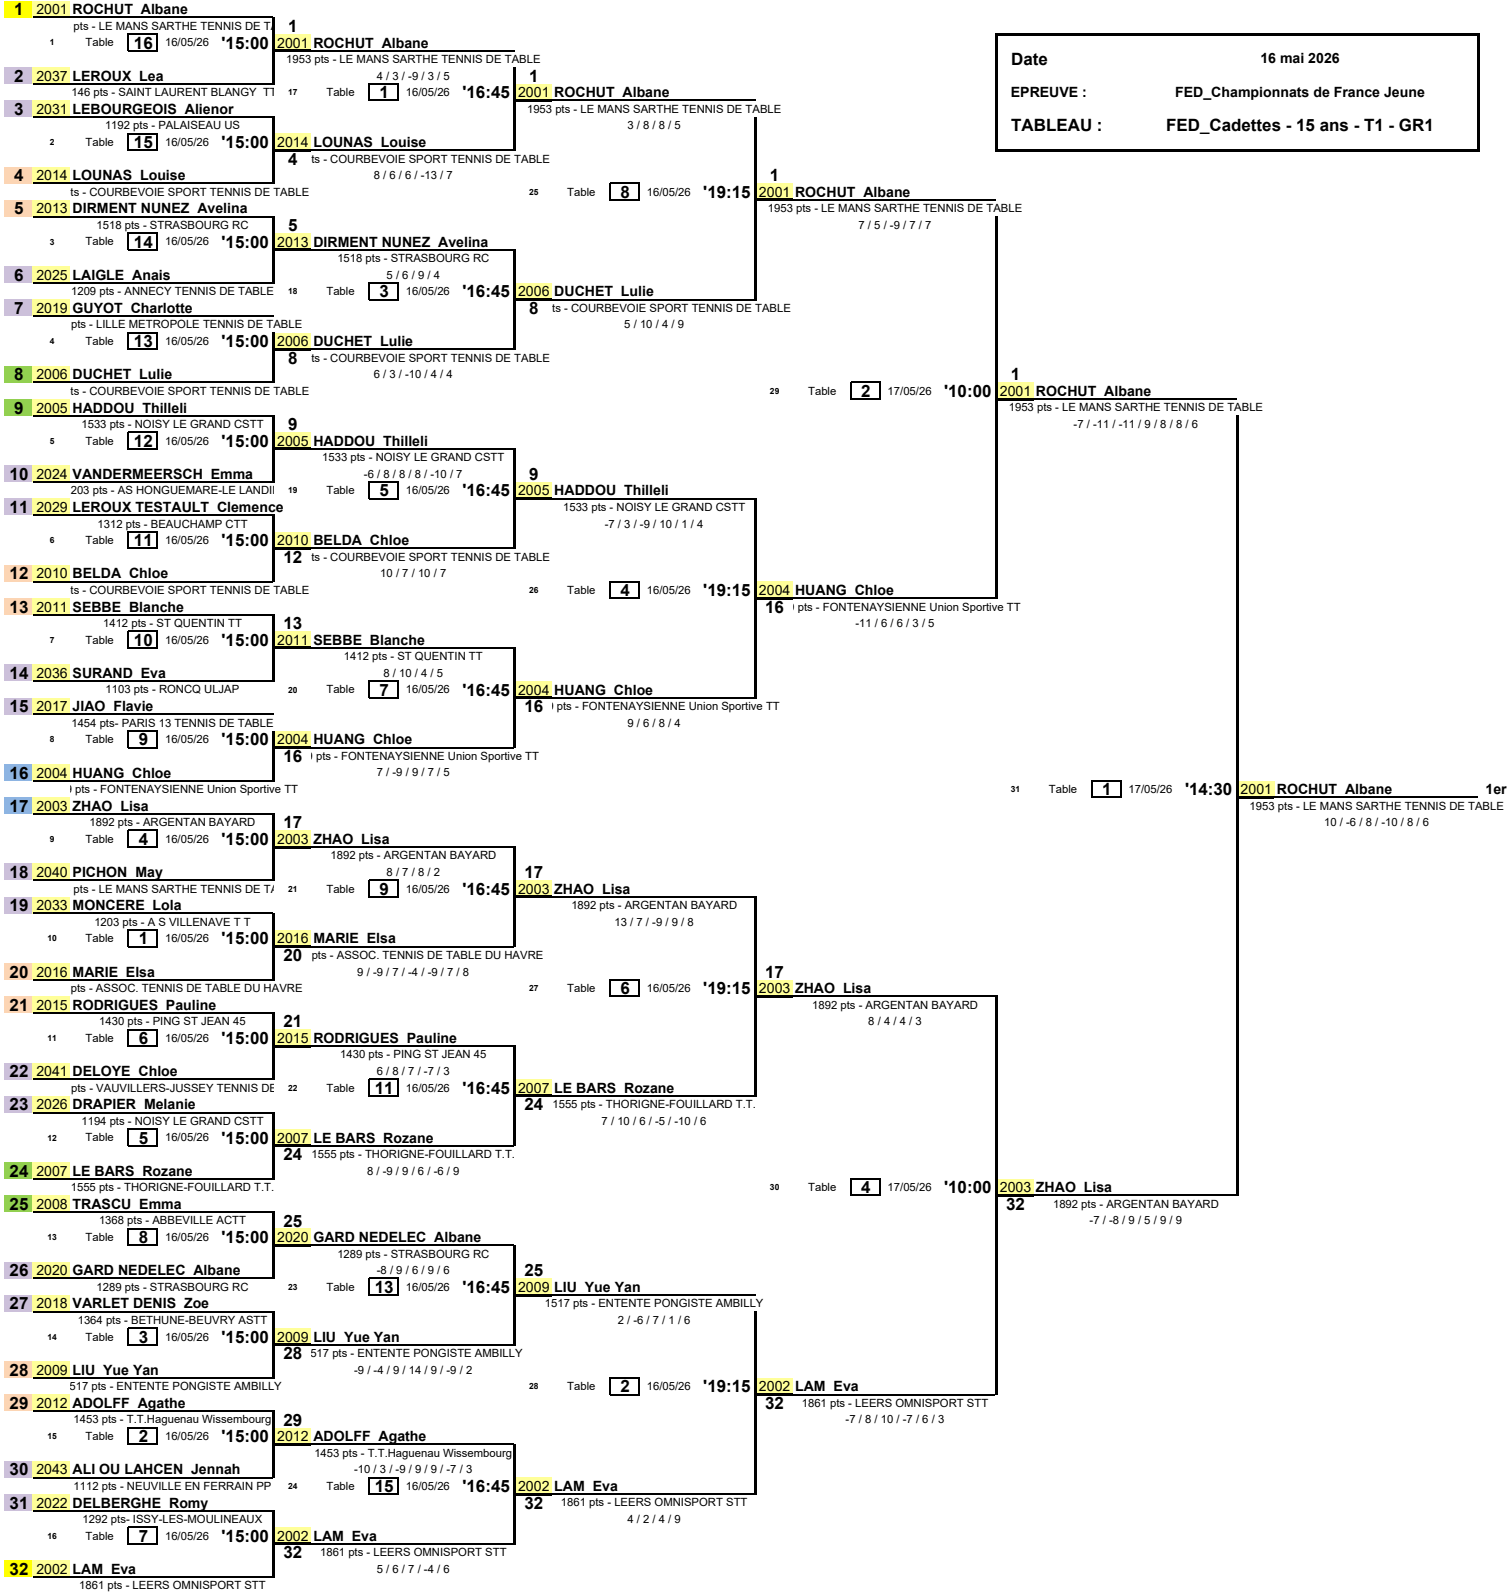 Date 16 mai 2026
EPREUVE : FED_Championnats de France Jeune
TABLEAU : FED_Cadettes - 15 ans - T1 - GR1
1 2001 ROCHUT Albane
pts - LE MANS SARTHE TENNIS DE TA
1 Table 16 16/05/26 '15:00
2 2037 LEROUX Lea
146 pts - SAINT LAURENT BLANGY TT
3 2031 LEBOURGEOIS Alienor
1192 pts - PALAISEAU US
2 Table 15 16/05/26 '15:00
4 2014 LOUNAS Louise
ts - COURBEVOIE SPORT TENNIS DE TABLE
5 2013 DIRMENT NUNEZ Avelina
1518 pts - STRASBOURG RC
3 Table 14 16/05/26 '15:00
6 2025 LAIGLE Anais
1209 pts - ANNECY TENNIS DE TABLE
7 2019 GUYOT Charlotte
pts - LILLE METROPOLE TENNIS DE TABLE
4 Table 13 16/05/26 '15:00
8 2006 DUCHET Lulie
ts - COURBEVOIE SPORT TENNIS DE TABLE
9 2005 HADDOU Thilleli
1533 pts - NOISY LE GRAND CSTT
5 Table 12 16/05/26 '15:00
10 2024 VANDERMEERSCH Emma
203 pts - AS HONGUEMARE-LE LANDI
11 2029 LEROUX TESTAULT Clemence
1312 pts - BEAUCHAMP CTT
6 Table 11 16/05/26 '15:00
12 2010 BELDA Chloe
ts - COURBEVOIE SPORT TENNIS DE TABLE
13 2011 SEBBE Blanche
1412 pts - ST QUENTIN TT
7 Table 10 16/05/26 '15:00
14 2036 SURAND Eva
1103 pts - RONCQ ULJAP
15 2017 JIAO Flavie
1454 pts- PARIS 13 TENNIS DE TABLE
8 Table 9 16/05/26 '15:00
16 2004 HUANG Chloe
pts - FONTENAYSIENNE Union Sportive TT
17 2003 ZHAO Lisa
1892 pts - ARGENTAN BAYARD
9 Table 4 16/05/26 '15:00
18 2040 PICHON May
pts - LE MANS SARTHE TENNIS DE TA
19 2033 MONCERE Lola
1203 pts - A S VILLENAVE T T
10 Table 1 16/05/26 '15:00
20 2016 MARIE Elsa
pts - ASSOC. TENNIS DE TABLE DU HAVRE
21 2015 RODRIGUES Pauline
1430 pts - PING ST JEAN 45
11 Table 6 16/05/26 '15:00
22 2041 DELOYE Chloe
pts - VAUVILLERS-JUSSEY TENNIS DE
23 2026 DRAPIER Melanie
1194 pts - NOISY LE GRAND CSTT
12 Table 5 16/05/26 '15:00
24 2007 LE BARS Rozane
1555 pts - THORIGNE-FOUILLARD T.T.
25 2008 TRASCU Emma
1368 pts - ABBEVILLE ACTT
13 Table 8 16/05/26 '15:00
26 2020 GARD NEDELEC Albane
1289 pts - STRASBOURG RC
27 2018 VARLET DENIS Zoe
1364 pts - BETHUNE-BEUVRY ASTT
14 Table 3 16/05/26 '15:00
28 2009 LIU Yue Yan
517 pts - ENTENTE PONGISTE AMBILLY
29 2012 ADOLFF Agathe
1453 pts - T.T.Haguenau Wissembourg
15 Table 2 16/05/26 '15:00
30 2043 ALI OU LAHCEN Jennah
1112 pts - NEUVILLE EN FERRAIN PP
31 2022 DELBERGHE Romy
1292 pts- ISSY-LES-MOULINEAUX
16 Table 7 16/05/26 '15:00
32 2002 LAM Eva
1861 pts - LEERS OMNISPORT STT
1
2001 ROCHUT Albane
1953 pts - LE MANS SARTHE TENNIS DE TABLE
4 / 3 / -9 / 3 / 5
17 Table 1 16/05/26 '16:45
2014 LOUNAS Louise
4 ts - COURBEVOIE SPORT TENNIS DE TABLE
8 / 6 / 6 / -13 / 7
5
2013 DIRMENT NUNEZ Avelina
1518 pts - STRASBOURG RC
5 / 6 / 9 / 4
18 Table 3 16/05/26 '16:45
2006 DUCHET Lulie
8 ts - COURBEVOIE SPORT TENNIS DE TABLE
6 / 3 / -10 / 4 / 4
9
2005 HADDOU Thilleli
1533 pts - NOISY LE GRAND CSTT
-6 / 8 / 8 / 8 / -10 / 7
19 Table 5 16/05/26 '16:45
2010 BELDA Chloe
12 ts - COURBEVOIE SPORT TENNIS DE TABLE
10 / 7 / 10 / 7
13
2011 SEBBE Blanche
1412 pts - ST QUENTIN TT
8 / 10 / 4 / 5
20 Table 7 16/05/26 '16:45
2004 HUANG Chloe
16 pts - FONTENAYSIENNE Union Sportive TT
7 / -9 / 9 / 7 / 5
17
2003 ZHAO Lisa
1892 pts - ARGENTAN BAYARD
8 / 7 / 8 / 2
21 Table 9 16/05/26 '16:45
2016 MARIE Elsa
20 pts - ASSOC. TENNIS DE TABLE DU HAVRE
9 / -9 / 7 / -4 / -9 / 7 / 8
21
2015 RODRIGUES Pauline
1430 pts - PING ST JEAN 45
6 / 8 / 7 / -7 / 3
22 Table 11 16/05/26 '16:45
2007 LE BARS Rozane
24 1555 pts - THORIGNE-FOUILLARD T.T.
8 / -9 / 9 / 6 / -6 / 9
25
2020 GARD NEDELEC Albane
1289 pts - STRASBOURG RC
-8 / 9 / 6 / 9 / 6
23 Table 13 16/05/26 '16:45
2009 LIU Yue Yan
28 517 pts - ENTENTE PONGISTE AMBILLY
-9 / -4 / 9 / 14 / 9 / -9 / 2
29
2012 ADOLFF Agathe
1453 pts - T.T.Haguenau Wissembourg
-10 / 3 / -9 / 9 / 9 / -7 / 3
24 Table 15 16/05/26 '16:45
2002 LAM Eva
32 1861 pts - LEERS OMNISPORT STT
5 / 6 / 7 / -4 / 6
1
2001 ROCHUT Albane
1953 pts - LE MANS SARTHE TENNIS DE TABLE
3 / 8 / 8 / 5
25 Table 8 16/05/26 '19:15
2006 DUCHET Lulie
8 ts - COURBEVOIE SPORT TENNIS DE TABLE
5 / 10 / 4 / 9
9
2005 HADDOU Thilleli
1533 pts - NOISY LE GRAND CSTT
-7 / 3 / -9 / 10 / 1 / 4
26 Table 4 16/05/26 '19:15
2004 HUANG Chloe
16 pts - FONTENAYSIENNE Union Sportive TT
9 / 6 / 8 / 4
17
2003 ZHAO Lisa
1892 pts - ARGENTAN BAYARD
13 / 7 / -9 / 9 / 8
27 Table 6 16/05/26 '19:15
2007 LE BARS Rozane
24 1555 pts - THORIGNE-FOUILLARD T.T.
7 / 10 / 6 / -5 / -10 / 6
25
2009 LIU Yue Yan
1517 pts - ENTENTE PONGISTE AMBILLY
2 / -6 / 7 / 1 / 6
28 Table 2 16/05/26 '19:15
2002 LAM Eva
32 1861 pts - LEERS OMNISPORT STT
4 / 2 / 4 / 9
1
2001 ROCHUT Albane
1953 pts - LE MANS SARTHE TENNIS DE TABLE
7 / 5 / -9 / 7 / 7
29 Table 2 17/05/26 '10:00
2004 HUANG Chloe
16 pts - FONTENAYSIENNE Union Sportive TT
-11 / 6 / 6 / 3 / 5
17
2003 ZHAO Lisa
1892 pts - ARGENTAN BAYARD
8 / 4 / 4 / 3
30 Table 4 17/05/26 '10:00
2002 LAM Eva
32 1861 pts - LEERS OMNISPORT STT
-7 / 8 / 10 / -7 / 6 / 3
1
2001 ROCHUT Albane
1953 pts - LE MANS SARTHE TENNIS DE TABLE
-7 / -11 / -11 / 9 / 8 / 8 / 6
31 Table 1 17/05/26 '14:30
2003 ZHAO Lisa
32 1892 pts - ARGENTAN BAYARD
-7 / -8 / 9 / 5 / 9 / 9
2001 ROCHUT Albane 1er
1953 pts - LE MANS SARTHE TENNIS DE TABLE
10 / -6 / 8 / -10 / 8 / 6